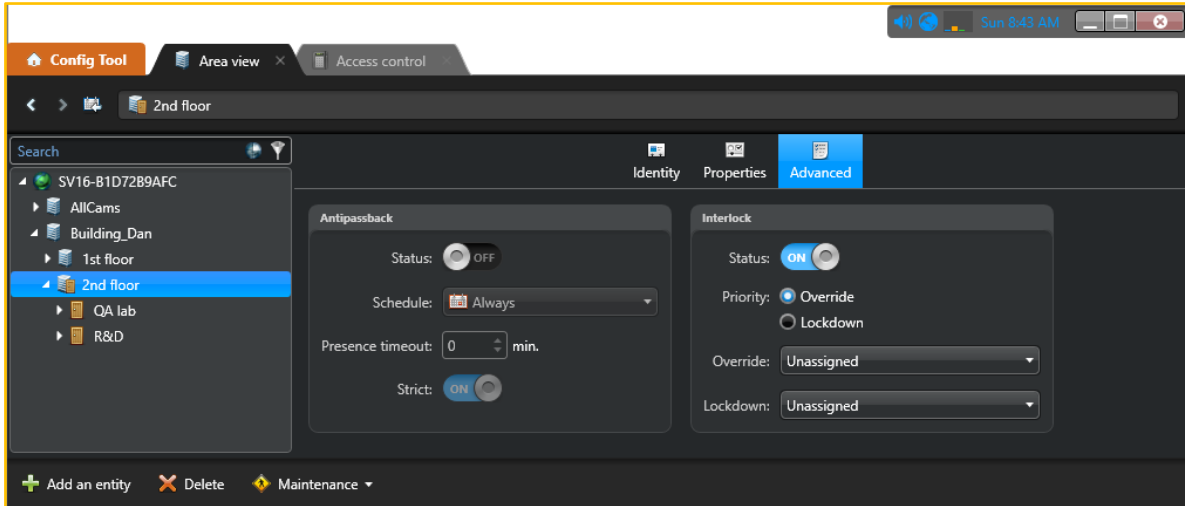 Sun 8:43 AM
Config Tool
Area view
Access control
2nd floor
Search
SV16-B1D72B9AFC
AllCams
Building_Dan
1st floor
2nd floor
QA lab
R&D
Identity
Properties
Advanced
Antipassback
Status: OFF
Schedule: Always
Presence timeout: 0 min.
Strict: ON
Interlock
Status: ON
Priority: Override
Lockdown
Override: Unassigned
Lockdown: Unassigned
Add an entity
Delete
Maintenance